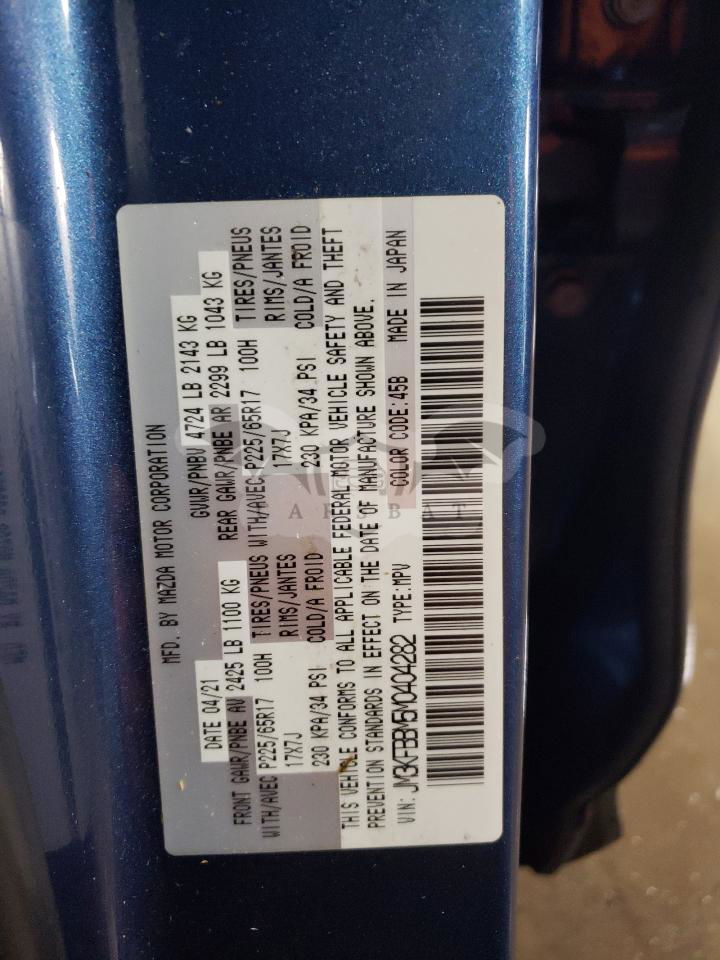 MFD. BY MAZDA MOTOR CORPORATION
DATE 04/21 GVWR/PNBV 4724 LB 2143 KG
FRONT GAWR/PNBE AV 2425 LB 1100 KG REAR GAWR/PNBE AR 2299 LB 1043 KG
WITH/AVEC P225/65R17 100H TIRES/PNEUS WITH/AVEC P225/65R17 100H TIRES/PNEUS
17X7J RIMS/JANTES 17X7J RIMS/JANTES
230 KPA/34 PSI COLD/A FROID 230 KPA/34 PSI COLD/A FROID
THIS VEHICLE CONFORMS TO ALL APPLICABLE FEDERAL MOTOR VEHICLE SAFETY AND THEFT
PREVENTION STANDARDS IN EFFECT ON THE DATE OF MANUFACTURE SHOWN ABOVE.
VIN: JM3KFBBM5M0404282 TYPE:MPV COLOR CODE:45B MADE IN JAPAN